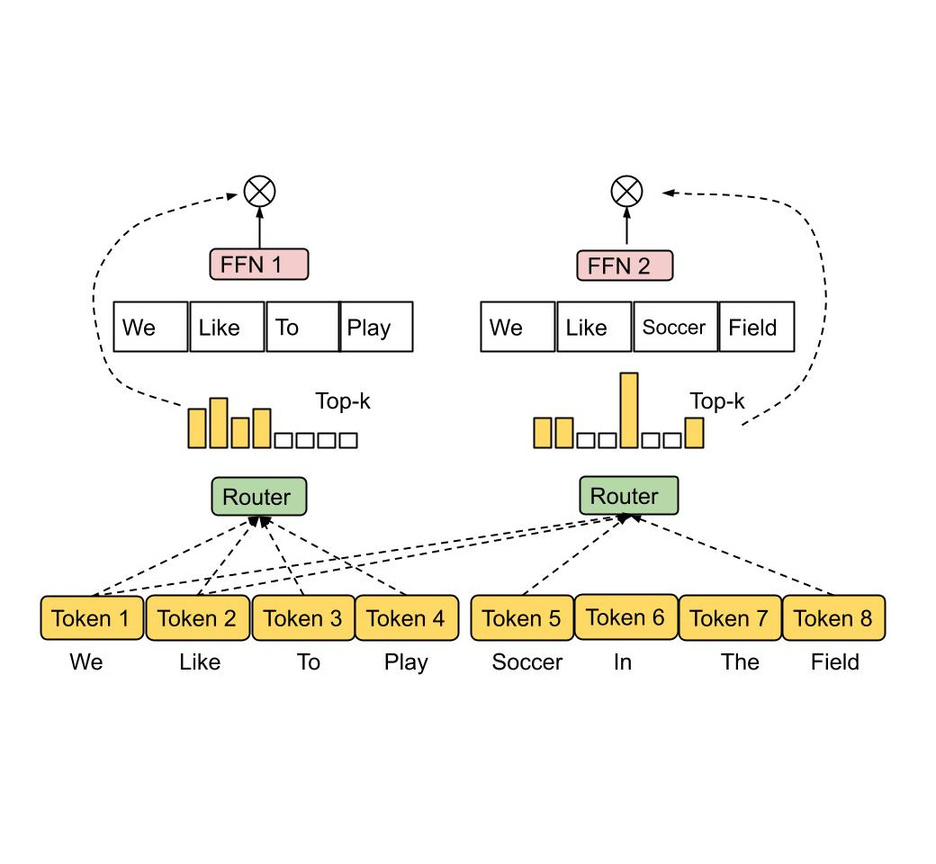 FFN 1 FFN 2
We Like To Play We Like Soccer Field
Top-k Top-k
Router Router
Token 1 Token 2 Token 3 Token 4 Token 5 Token 6 Token 7 Token 8
We Like To Play Soccer In The Field